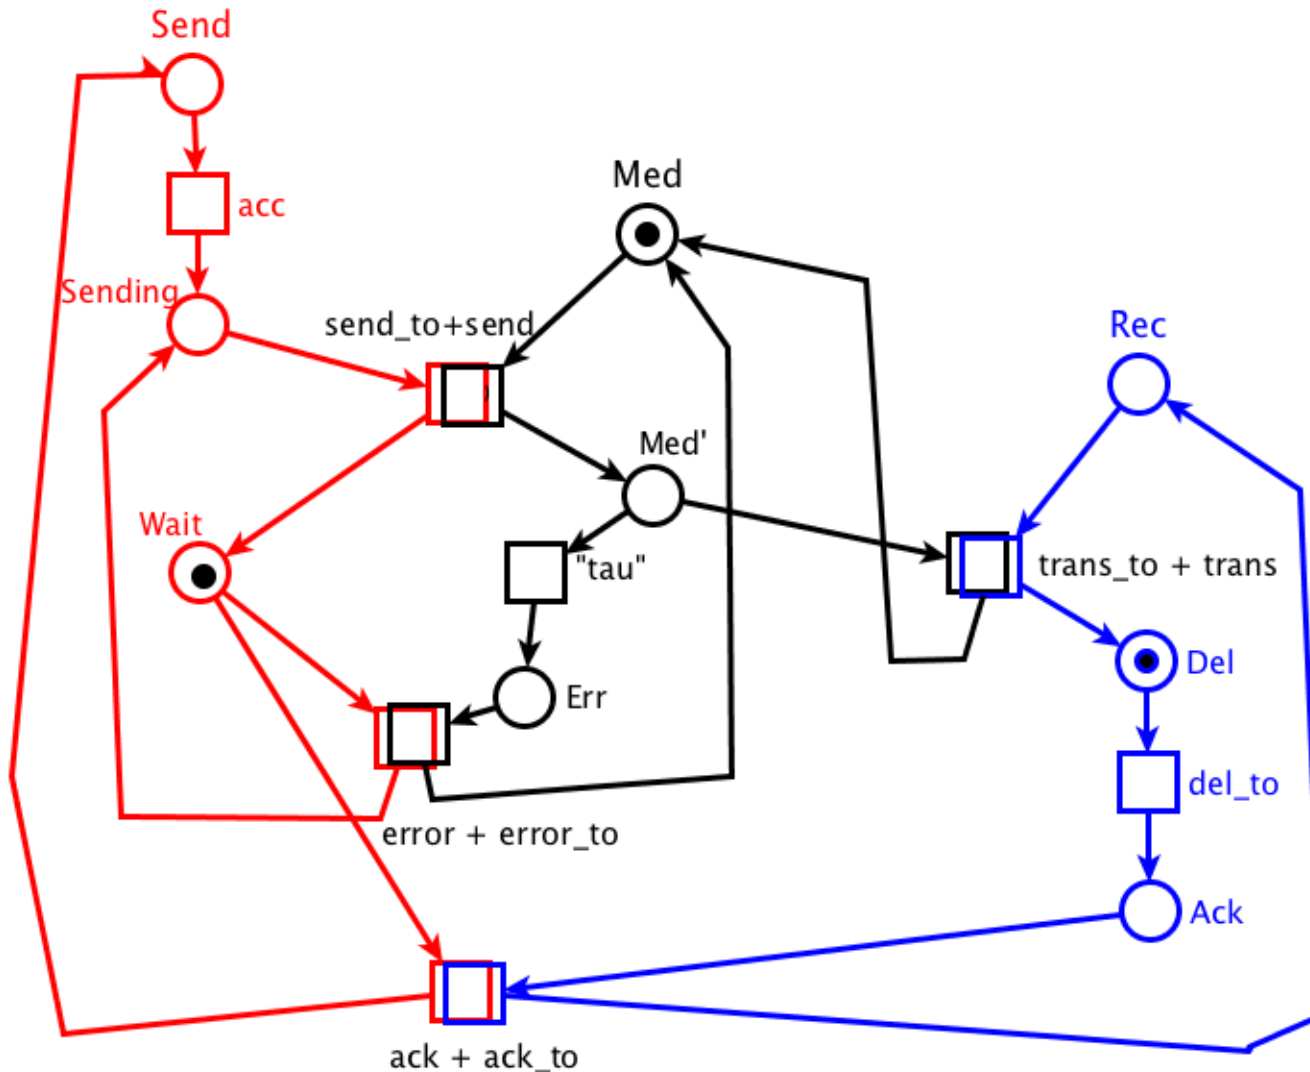 Send
acc
Med
Sending
send_to+send
Rec
Med'
Wait
"tau"
trans_to + trans
Del
Err
del_to
error + error_to
Ack
ack + ack_to